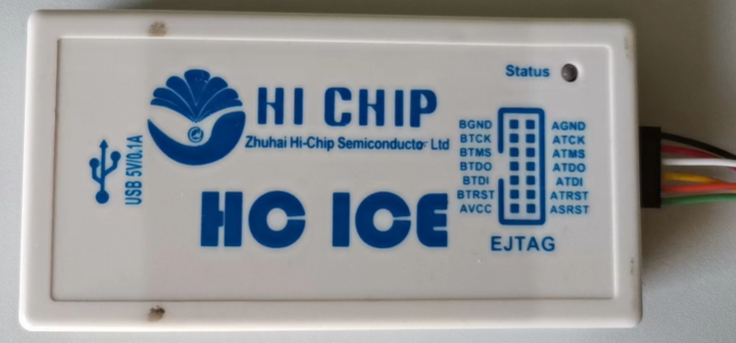 Status
HI CHIP
Zhuhai Hi-Chip Semiconductor Ltd
USB 5V/0.1A
HC ICE
BGND AGND
BTCK ATCK
BTMS ATMS
BTDO ATDO
BTDI ATDI
BTRST ATRST
AVCC ASRST
EJTAG